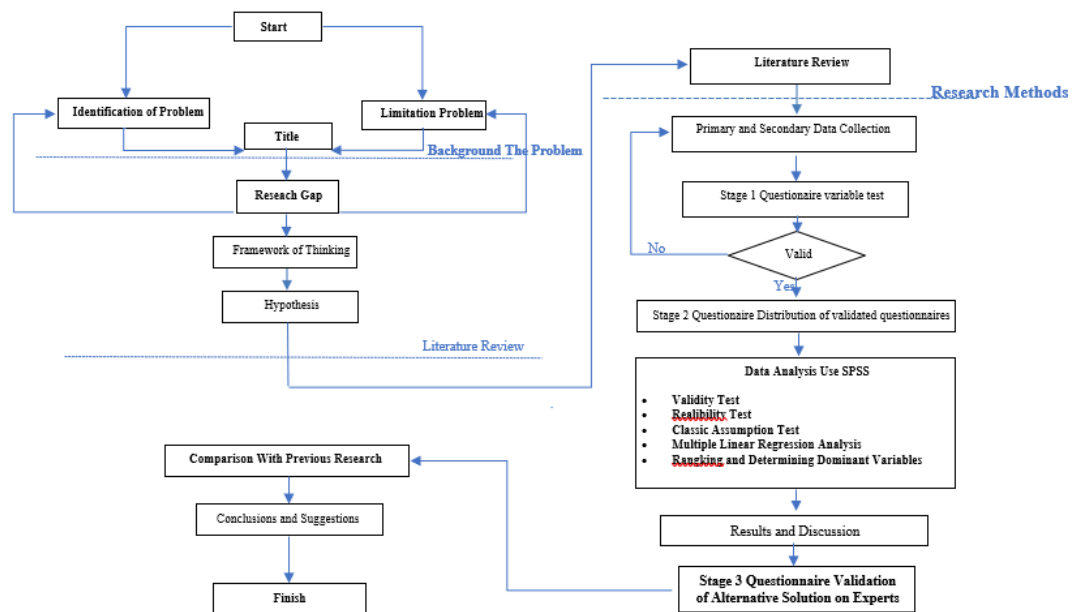 Start
Identification of Problem
Limitation Problem
Title
Background The Problem
Reseach Gap
Framework of Thinking
Hypothesis
Literature Review
Literature Review
Research Methods
Primary and Secondary Data Collection
Stage 1 Questionaire variable test
No
Valid
Yes
Stage 2 Questionaire Distribution of validated questionnaires
Data Analysis Use SPSS
• Validity Test
• Realibility Test
• Classic Assumption Test
• Multiple Linear Regression Analysis
• Rangking and Determining Dominant Variables
Results and Discussion
Stage 3 Questionnaire Validation
of Alternative Solution on Experts
Comparison With Previous Research
Conclusions and Suggestions
Finish